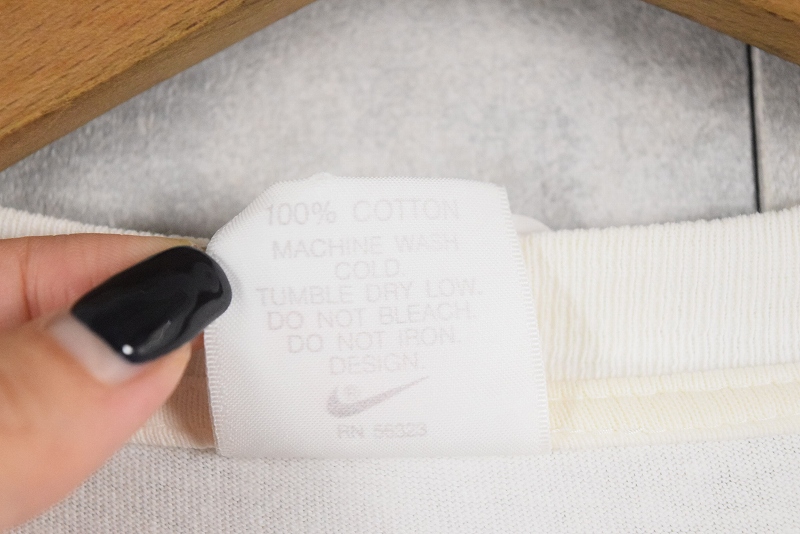 100% COTTON
MACHINE WASH
COLD.
TUMBLE DRY LOW.
DO NOT BLEACH.
DO NOT IRON
DESIGN.
RN 56323